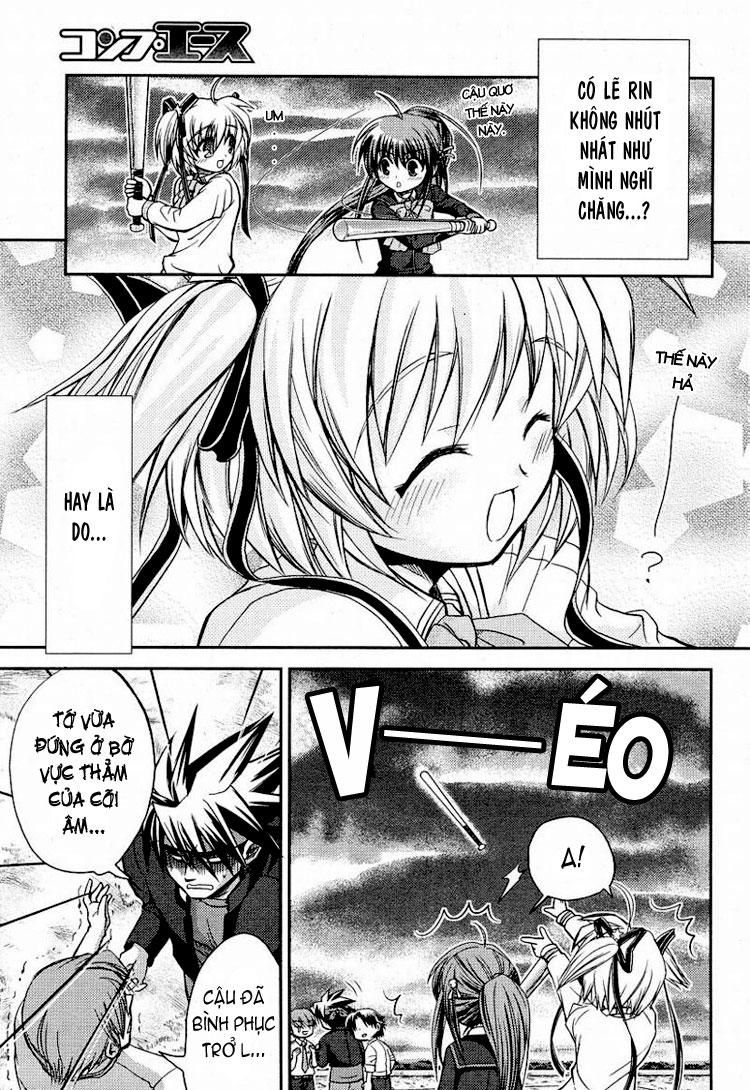 コンプエース
CÓ LẼ RIN
KHÔNG NHÚT
NHÁT NHƯ
MÌNH NGHĨ
CHĂNG...?
CẬU QUƠ
THẾ NÀY
NÀY.
ƯM
...
THẾ NÀY
HẢ
?
HAY LÀ
DO...
V——ÉO
A!
TỚ VỪA
ĐỨNG Ở BỜ
VỰC THẲM
CỦA CÕI
ÂM...
CẬU ĐÃ
BÌNH PHỤC
TRỞ L...